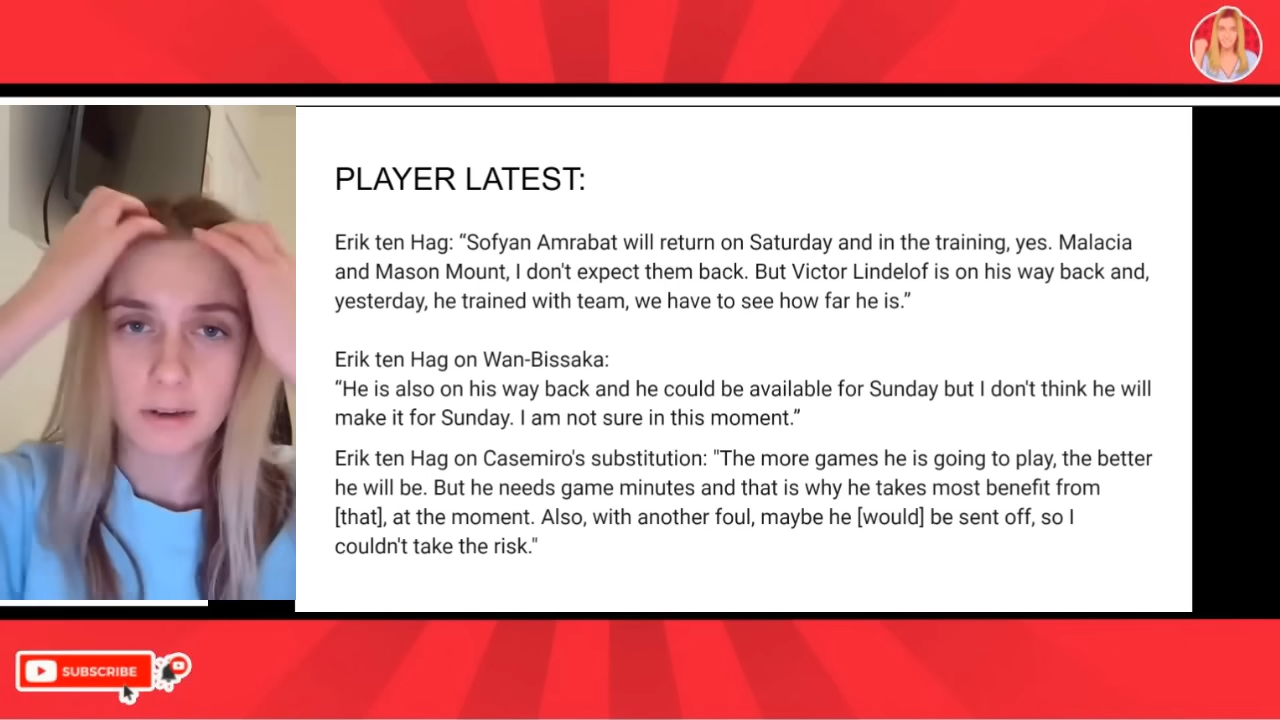 PLAYER LATEST:
Erik ten Hag: “Sofyan Amrabat will return on Saturday and in the training, yes. Malacia
and Mason Mount, I don't expect them back. But Victor Lindelof is on his way back and,
yesterday, he trained with team, we have to see how far he is.”
Erik ten Hag on Wan-Bissaka:
“He is also on his way back and he could be available for Sunday but I don't think he will
make it for Sunday. I am not sure in this moment.”
Erik ten Hag on Casemiro's substitution: "The more games he is going to play, the better
he will be. But he needs game minutes and that is why he takes most benefit from
[that], at the moment. Also, with another foul, maybe he [would] be sent off, so I
couldn't take the risk."
SUBSCRIBE